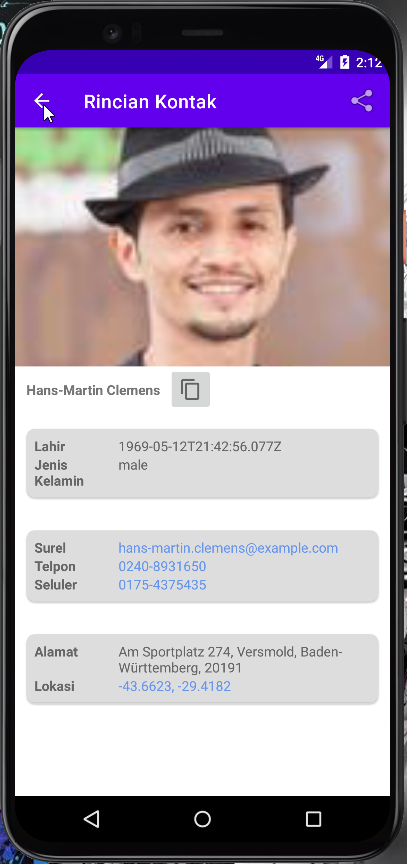 4G 2:12
Rincian Kontak
Hans-Martin Clemens
Lahir 1969-05-12T21:42:56.077Z
Jenis male
Kelamin
Surel hans-martin.clemens@example.com
Telpon 0240-8931650
Seluler 0175-4375435
Alamat Am Sportplatz 274, Versmold, Baden-
Württemberg, 20191
Lokasi -43.6623, -29.4182